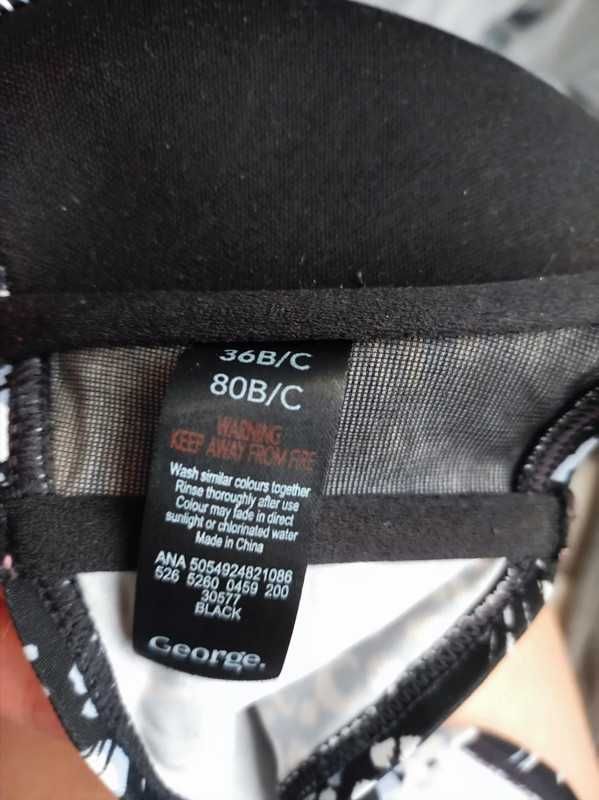 36B/C
80B/C
WARNING
KEEP AWAY FROM FIRE
Wash similar colours together
Rinse thoroughly after use
Colour may fade in direct
sunlight or chlorinated water
Made in China
ANA 5054924821086
526 5260 0459 200
30577
BLACK
George.